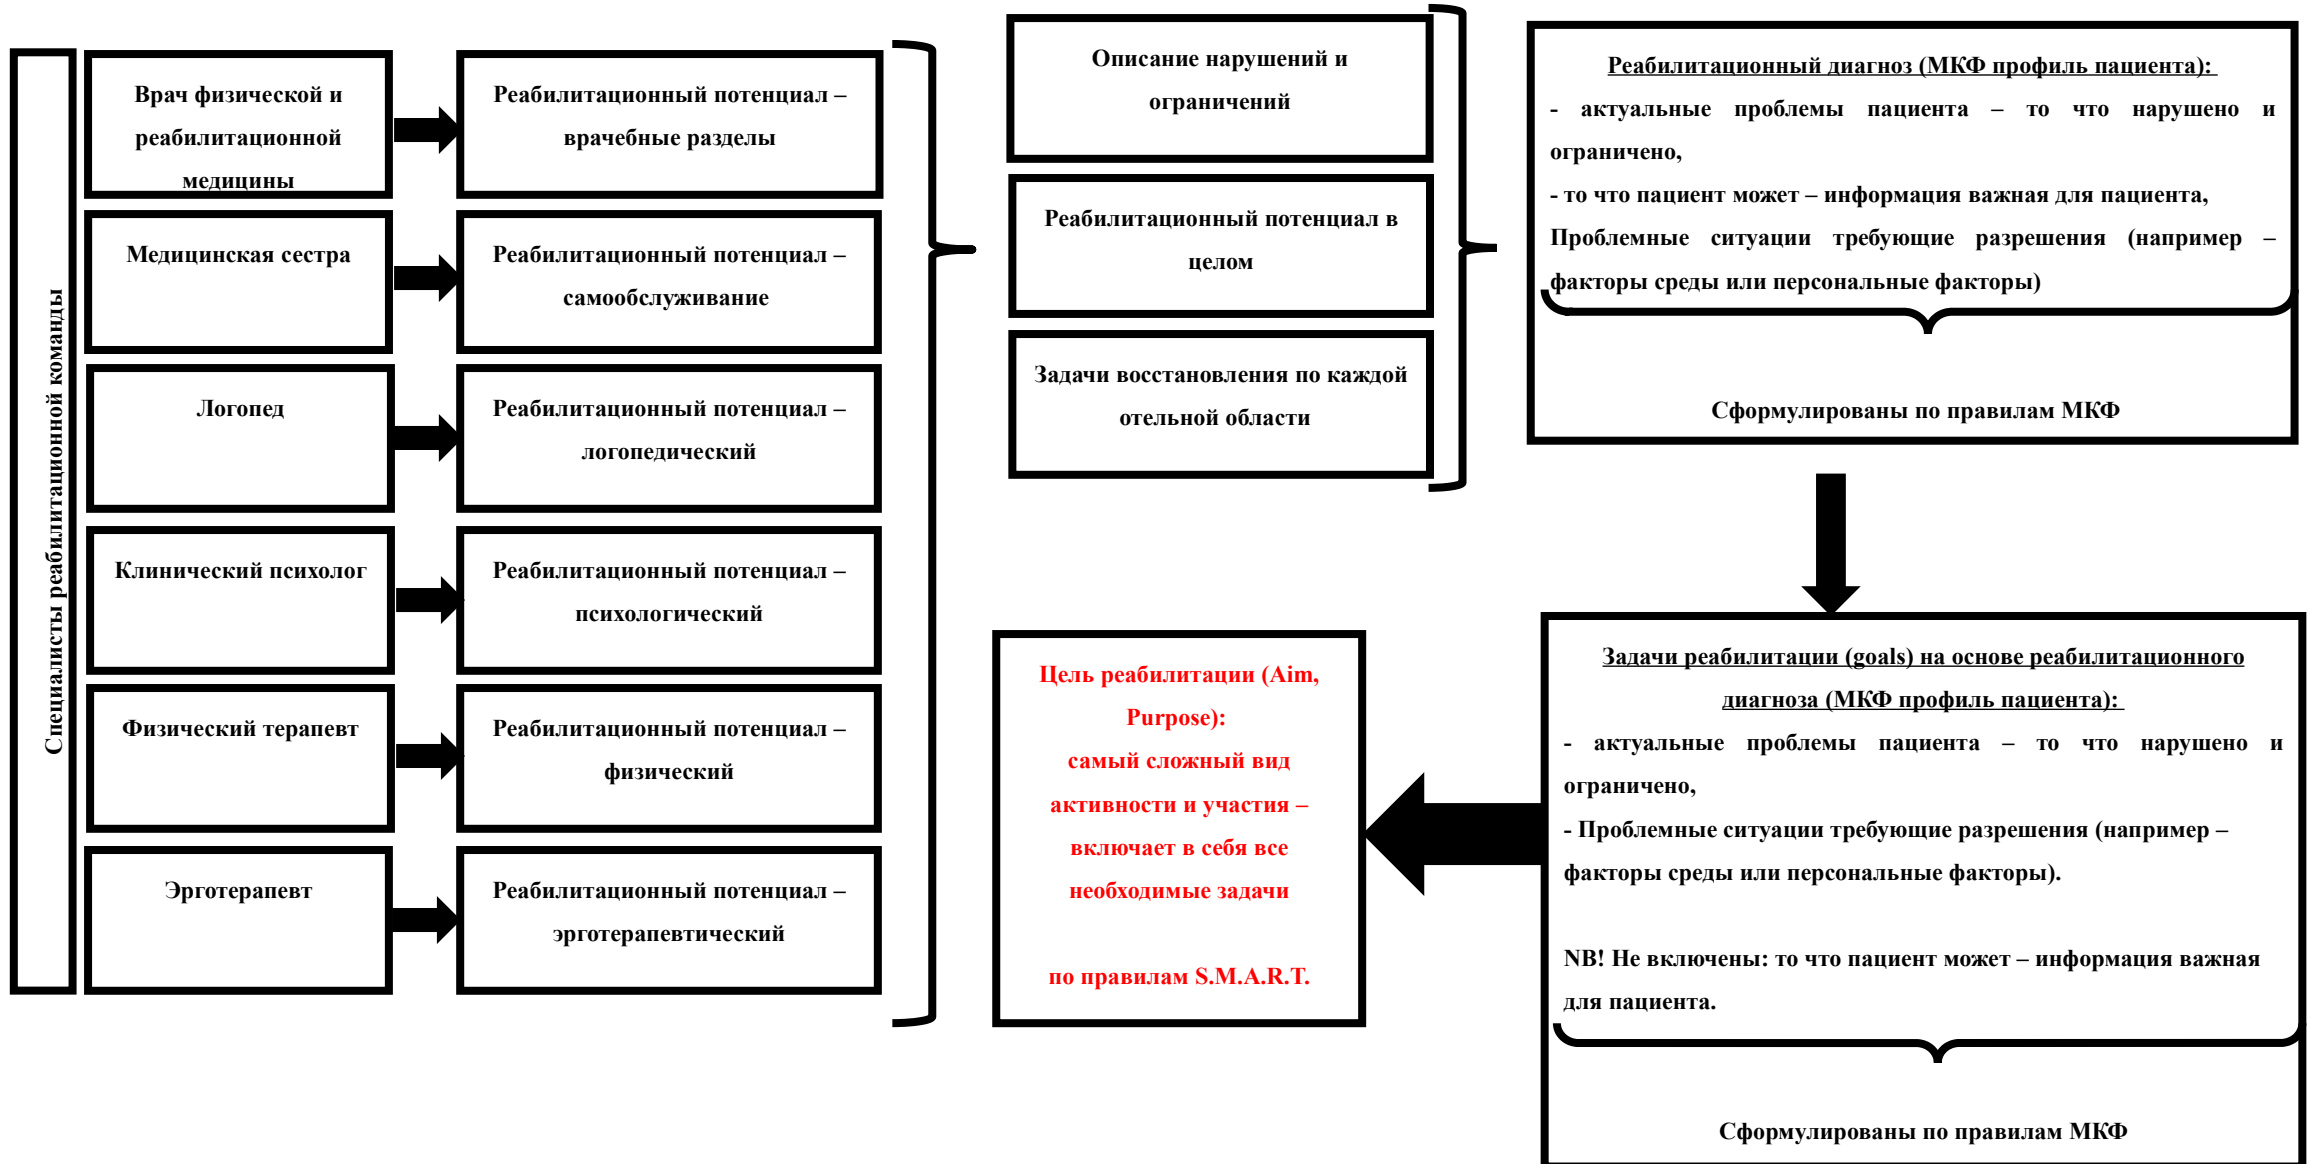 Специалисты реабилитационной команды
Врач физической и
реабилитационной
медицины
Реабилитационный потенциал –
врачебные разделы
Медицинская сестра
Реабилитационный потенциал –
самообслуживание
Логопед
Реабилитационный потенциал –
логопедический
Клинический психолог
Реабилитационный потенциал –
психологический
Физический терапевт
Реабилитационный потенциал –
физический
Эрготерапевт
Реабилитационный потенциал –
эрготерапевтический
Описание нарушений и
ограничений
Реабилитационный потенциал в
целом
Задачи восстановления по каждой
отельной области
Реабилитационный диагноз (МКФ профиль пациента):
- актуальные проблемы пациента – то что нарушено и
ограничено,
- то что пациент может – информация важная для пациента,
Проблемные ситуации требующие разрешения (например –
факторы среды или персональные факторы)
Сформулированы по правилам МКФ
Задачи реабилитации (goals) на основе реабилитационного
диагноза (МКФ профиль пациента):
- актуальные проблемы пациента – то что нарушено и
ограничено,
- Проблемные ситуации требующие разрешения (например –
факторы среды или персональные факторы).
NB! Не включены: то что пациент может – информация важная
для пациента.
Сформулированы по правилам МКФ
Цель реабилитации (Aim,
Purpose):
самый сложный вид
активности и участия –
включает в себя все
необходимые задачи
по правилам S.M.A.R.T.